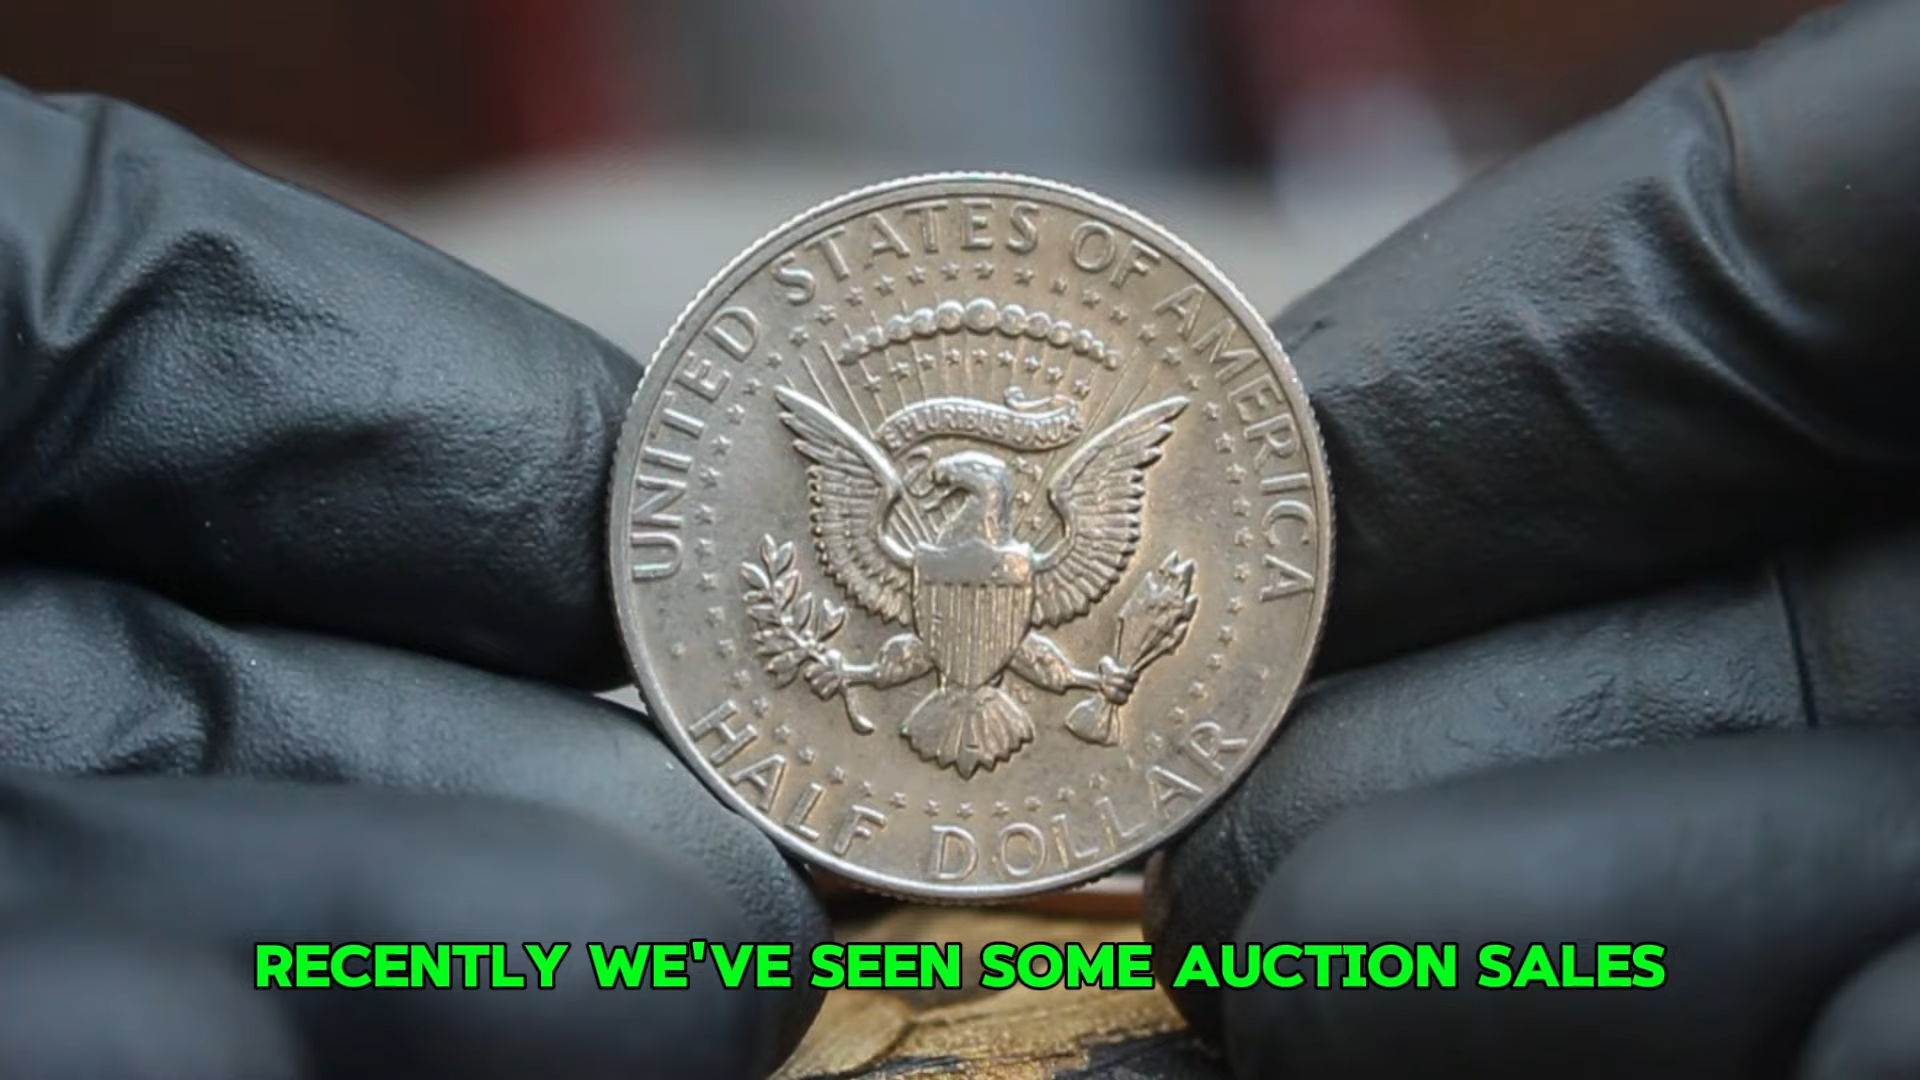 UNITED STATES OF AMERICA
E PLURIBUS UNUM
HALF DOLLAR
RECENTLY WE'VE SEEN SOME AUCTION SALES